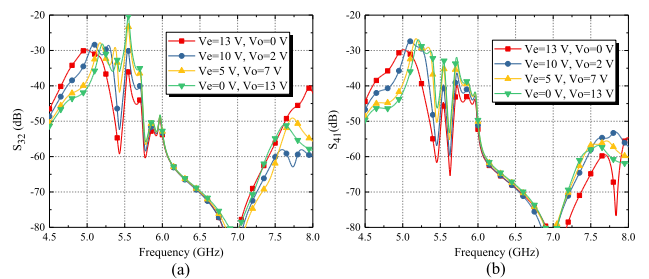 Ve=13 V, Vo=0 V
Ve=10 V, Vo=2 V
Ve=5 V, Vo=7 V
Ve=0 V, Vo=13 V
-20
-30
-40
-50
-60
-70
-80
S32 (dB)
4.5 5.0 5.5 6.0 6.5 7.0 7.5 8.0
Frequency (GHz)
(a)
Ve=13 V, Vo=0 V
Ve=10 V, Vo=2 V
Ve=5 V, Vo=7 V
Ve=0 V, Vo=13 V
-20
-30
-40
-50
-60
-70
-80
S41(dB)
4.5 5.0 5.5 6.0 6.5 7.0 7.5 8.0
Frequency (GHz)
(b)